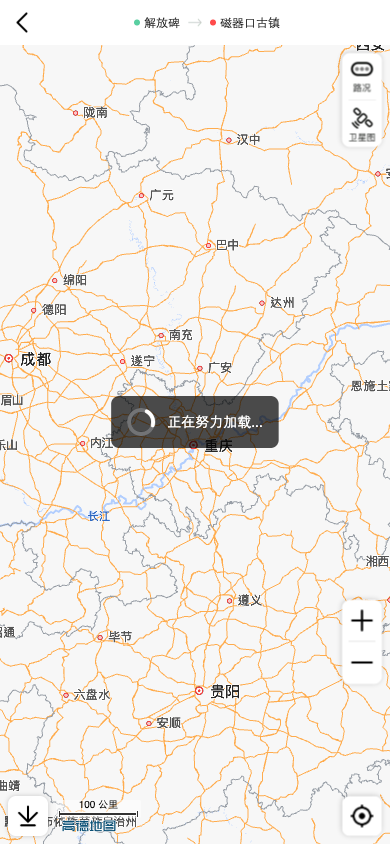 解放碑 磁器口古镇
路况
卫星图
陇南
汉中
广元
巴中
绵阳
达州
德阳
南充
成都
遂宁
广安
恩施土
眉山
正在努力加载...
乐山
内江
重庆
长江
湘西
遵义
昭通
毕节
贵阳
六盘水
安顺
曲靖
100 公里
高德地图